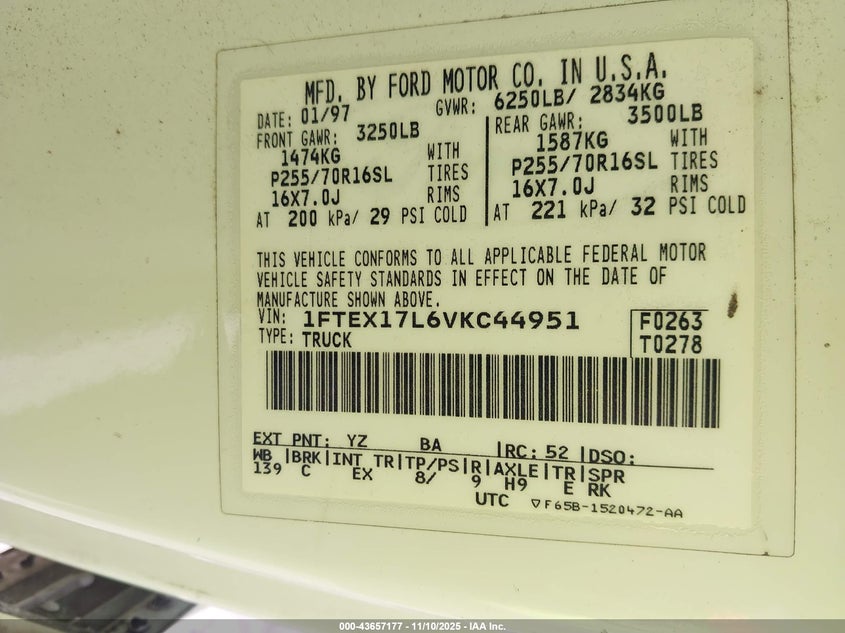 MFD. BY FORD MOTOR CO. IN U.S.A.
DATE: 01/97 GVWR: 6250LB/ 2834KG
FRONT GAWR: 3250LB REAR GAWR: 3500LB
1474KG WITH 1587KG WITH
P255/70R16SL TIRES P255/70R16SL TIRES
16X7.0J RIMS 16X7.0J RIMS
AT 200 kPa/ 29 PSI COLD AT 221 kPa/ 32 PSI COLD
THIS VEHICLE CONFORMS TO ALL APPLICABLE FEDERAL MOTOR
VEHICLE SAFETY STANDARDS IN EFFECT ON THE DATE OF
MANUFACTURE SHOWN ABOVE.
VIN: 1FTEX17L6VKC44951 F0263
TYPE: TRUCK T0278
EXT PNT: YZ BA |RC: 52 |DSO:
WB |BRK|INT TR|TP/PS|R|AXLE|TR|SPR
139 C EX 8/ 9 H9 E RK
UTC ▽F65B-1520472-AA
000-43657177 - 11/10/2025 - IAA Inc.